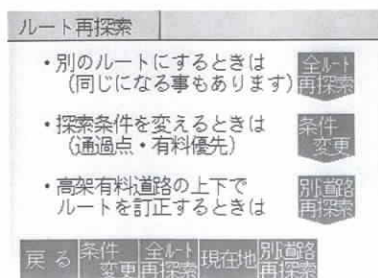 ルート再探索
・別のルートにするときは
(同じになる事もあります)
全ルート
再探索
・探索条件を変えるときは
(通過点・有料優先)
条件
変更
・高架有料道路の上下で
ルートを訂正するときは
別道路
再探索
戻る 条件変更 全ルート再探索 現在地 別道路再探索